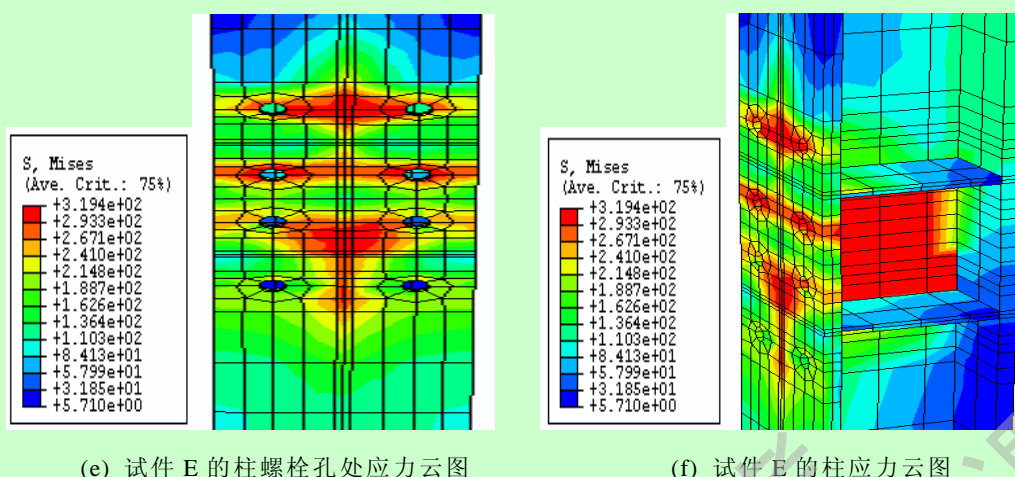 S, Mises
(Ave. Crit.: 75%)
+3.194e+02
+2.933e+02
+2.671e+02
+2.410e+02
+2.148e+02
+1.887e+02
+1.626e+02
+1.364e+02
+1.103e+02
+8.413e+01
+5.799e+01
+3.185e+01
+5.710e+00
(e) 试件 E 的柱螺栓孔处应力云图
S, Mises
(Ave. Crit.: 75%)
+3.194e+02
+2.933e+02
+2.671e+02
+2.410e+02
+2.148e+02
+1.887e+02
+1.626e+02
+1.364e+02
+1.103e+02
+8.413e+01
+5.799e+01
+3.185e+01
+5.710e+00
(f) 试件 E 的柱应力云图